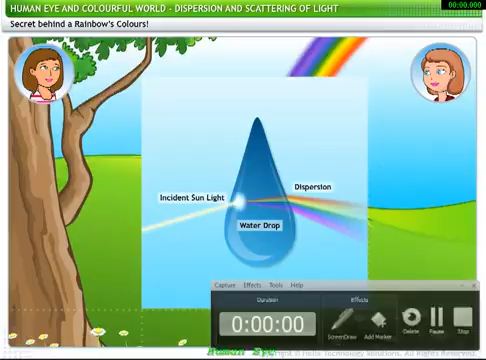 HUMAN EYE AND COLOURFUL WORLD - DISPERSION AND SCATTERING OF LIGHT
00:00.000
Secret behind a Rainbow's Colours!
Dispersion
Incident Sun Light
Water Drop
Capture Effects Tools Help
Duration
Effects
0:00:00
ScreenDraw
Add Marker
Delete
Pause
Stop
Human Eye
Technology Solutions. All Rights Reserved.